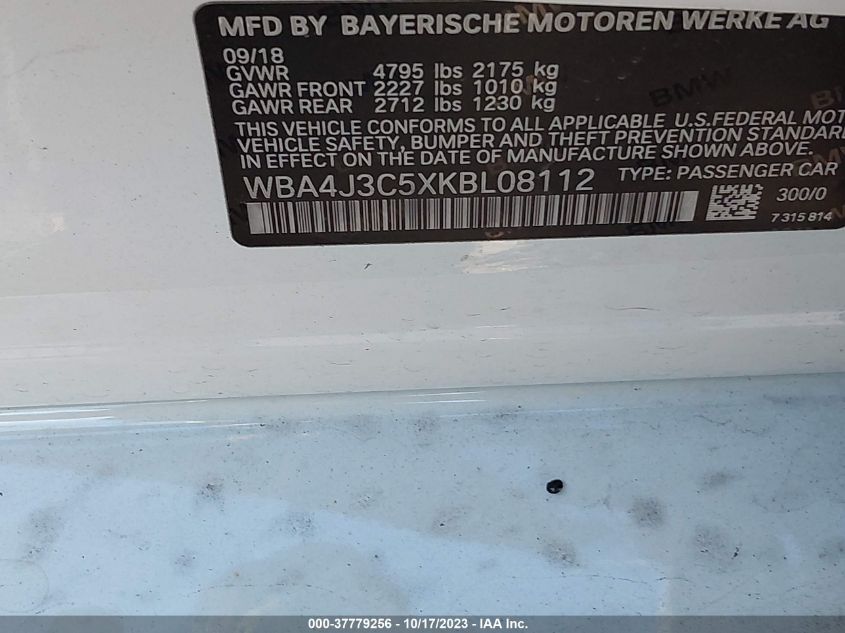 MFD BY BAYERISCHE MOTOREN WERKE AG
09/18
GVWR 4795 lbs 2175 kg
GAWR FRONT 2227 lbs 1010 kg
GAWR REAR 2712 lbs 1230 kg
THIS VEHICLE CONFORMS TO ALL APPLICABLE U.S.FEDERAL MOT
VEHICLE SAFETY, BUMPER AND THEFT PREVENTION STANDARD
IN EFFECT ON THE DATE OF MANUFACTURE SHOWN ABOVE.
WBA4J3C5XKBL08112 TYPE: PASSENGER CAR
300/0
7 315 814
BMW
000-37779256 - 10/17/2023 - IAA Inc.